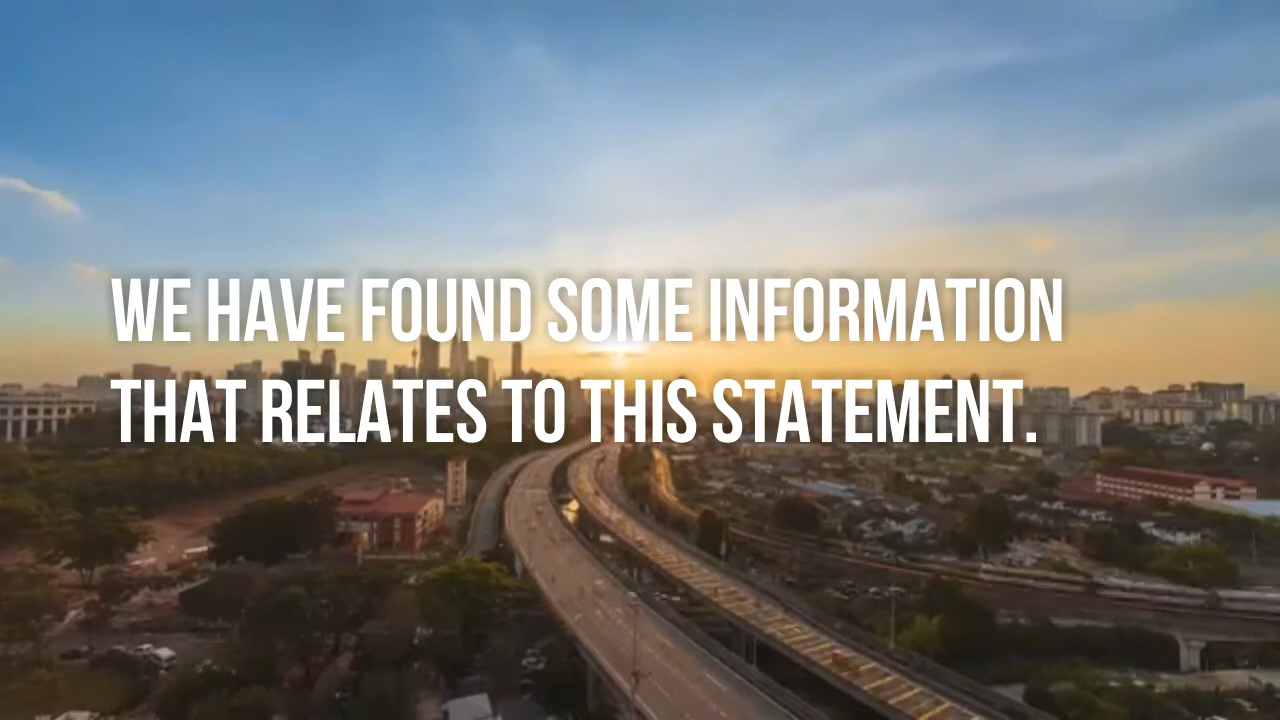 WE HAVE FOUND SOME INFORMATION
THAT RELATES TO THIS STATEMENT.